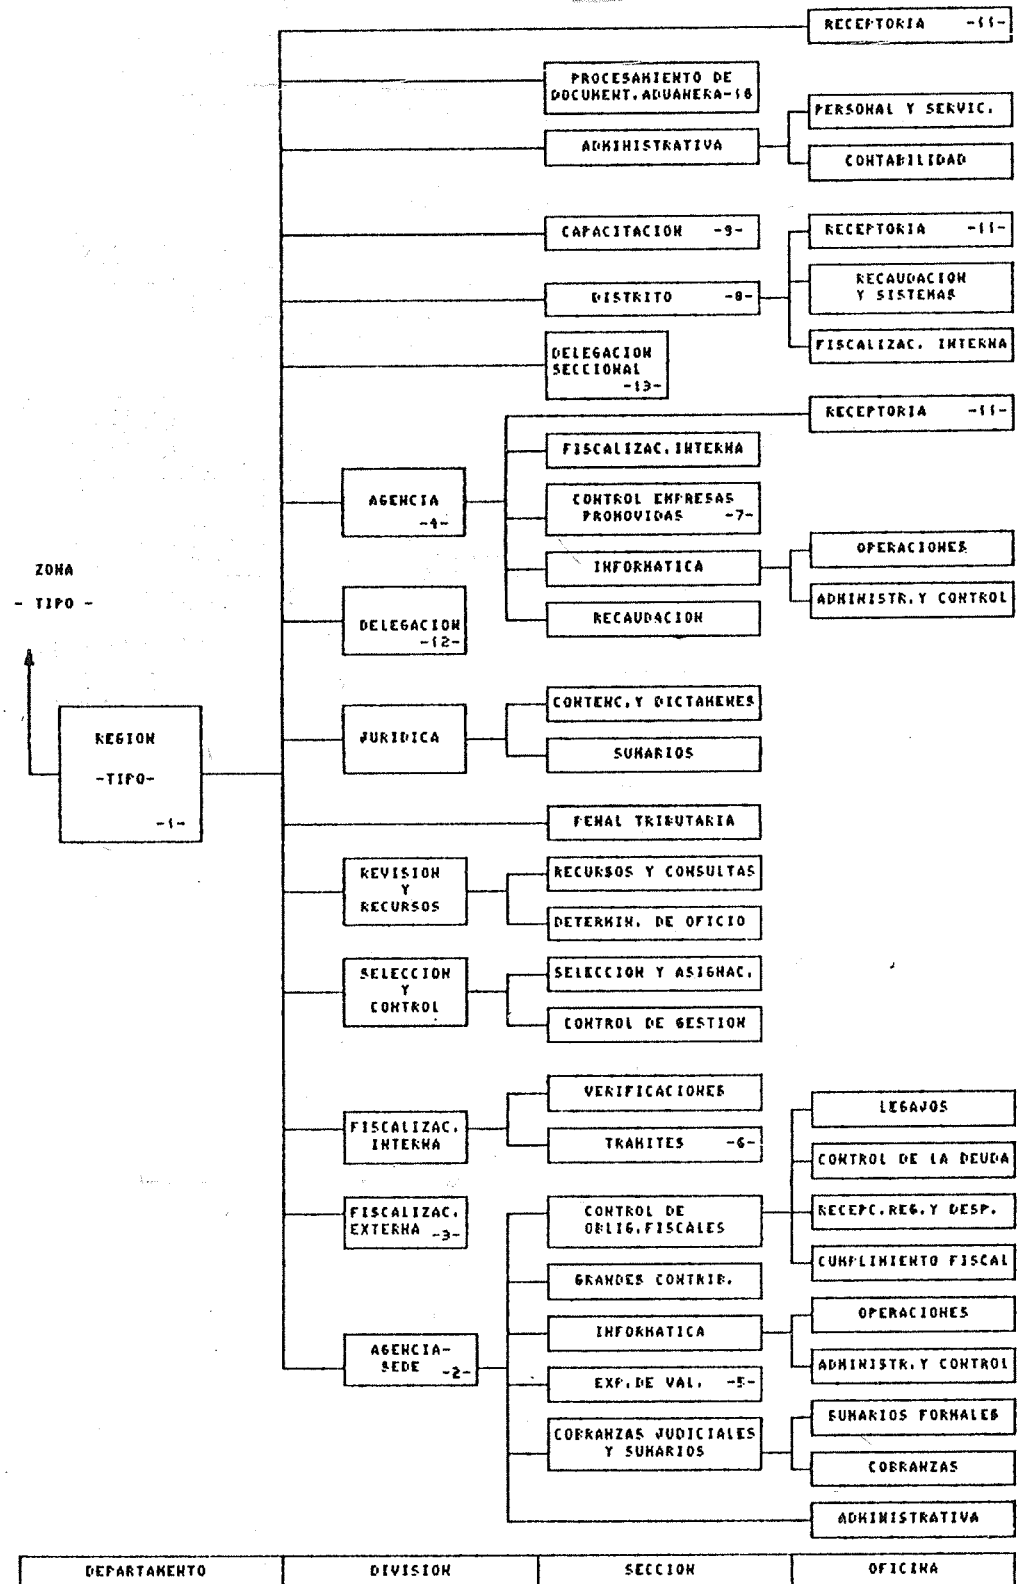 RECEPTORIA -11-
PROCESAMIENTO DE
DOCUMENT.ADUANERA-16
PERSONAL Y SERVIC.
ADMINISTRATIVA
CONTABILIDAD
CAPACITACION -9-
RECEPTORIA -11-
RECAUDACION
Y SISTEMAS
DISTRITO -8-
FISCALIZAC. INTERNA
DELEGACION
SECCIONAL
-13-
RECEPTORIA -11-
FISCALIZAC.INTERNA
AGENCIA
-4-
CONTROL EMPRESAS
PROMOVIDAS -7-
OPERACIONES
INFORMATICA
ADMINISTR.Y CONTROL
RECAUDACION
ZONA
- TIPO -
DELEGACION
-12-
REGION
-TIPO-
-1-
JURIDICA
CONTENC.Y DICTAMENES
SUMARIOS
PENAL TRIBUTARIA
REVISION
Y
RECURSOS
RECURSOS Y CONSULTAS
DETERMIN. DE OFICIO
SELECCION
Y
CONTROL
SELECCION Y ASIGNAC.
CONTROL DE GESTION
FISCALIZAC.
INTERNA
VERIFICACIONES
TRAMITES -6-
LEGAJOS
CONTROL DE LA DEUDA
FISCALIZAC.
EXTERNA -3-
CONTROL DE
OBLIG.FISCALES
RECEPC.REG.Y DESP.
CUMPLIMIENTO FISCAL
GRANDES CONTRIB.
OPERACIONES
INFORMATICA
ADMINISTR.Y CONTROL
AGENCIA-
SEDE -2-
EXP.DE VAL. -5-
COBRANZAS JUDICIALES
Y SUMARIOS
SUMARIOS FORMALES
COBRANZAS
ADMINISTRATIVA
DEPARTAMENTO DIVISION SECCION OFICINA